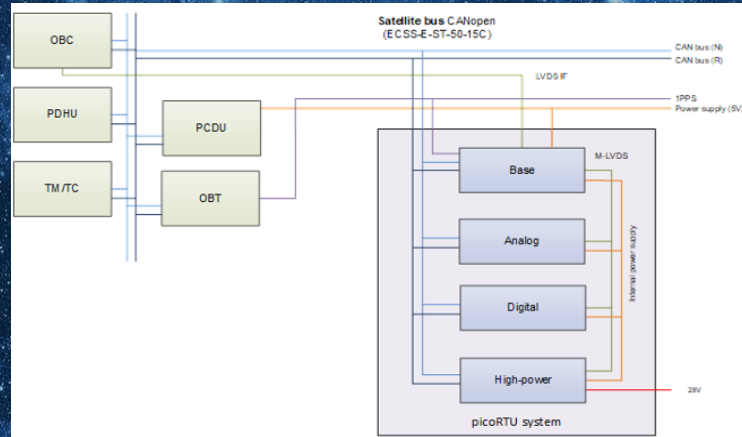 Satellite bus CANopen
(ECSS-E-ST-50-15C)
OBC
CAN bus (N)
CAN bus (R)
LVDS IF
1PPS
Power supply (5V)
PDHU
PCDU
M-LVDS
Base
TM/TC
OBT
Analog
Internal power supply
Digital
High-power
28V
picoRTU system